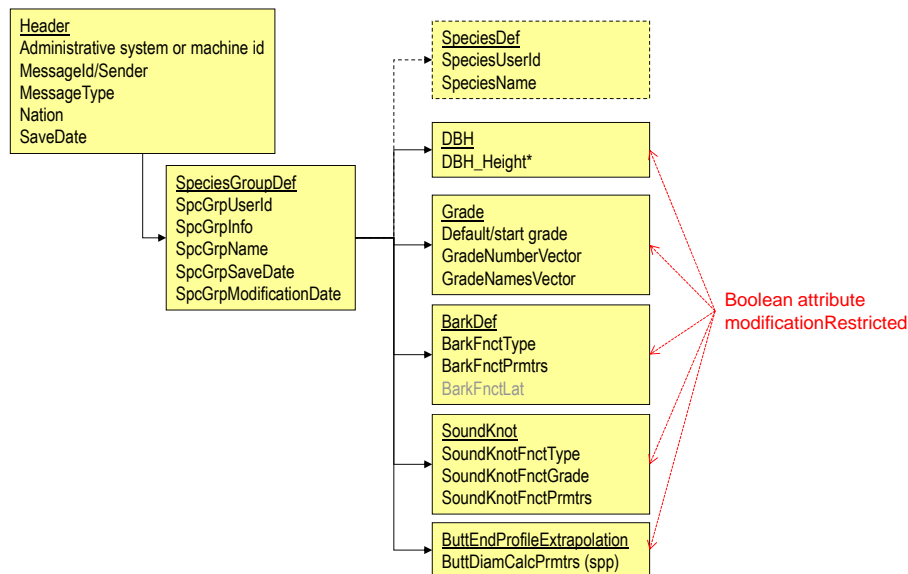 Header
Administrative system or machine id
MessageId/Sender
MessageType
Nation
SaveDate
SpeciesGroupDef
SpcGrpUserId
SpcGrpInfo
SpcGrpName
SpcGrpSaveDate
SpcGrpModificationDate
SpeciesDef
SpeciesUserId
SpeciesName
DBH
DBH_Height*
Grade
Default/start grade
GradeNumberVector
GradeNamesVector
BarkDef
BarkFnctType
BarkFnctPrmtrs
BarkFnctLat
SoundKnot
SoundKnotFnctType
SoundKnotFnctGrade
SoundKnotFnctPrmtrs
ButtEndProfileExtrapolation
ButtDiamCalcPrmtrs (spp)
Boolean attribute
modificationRestricted